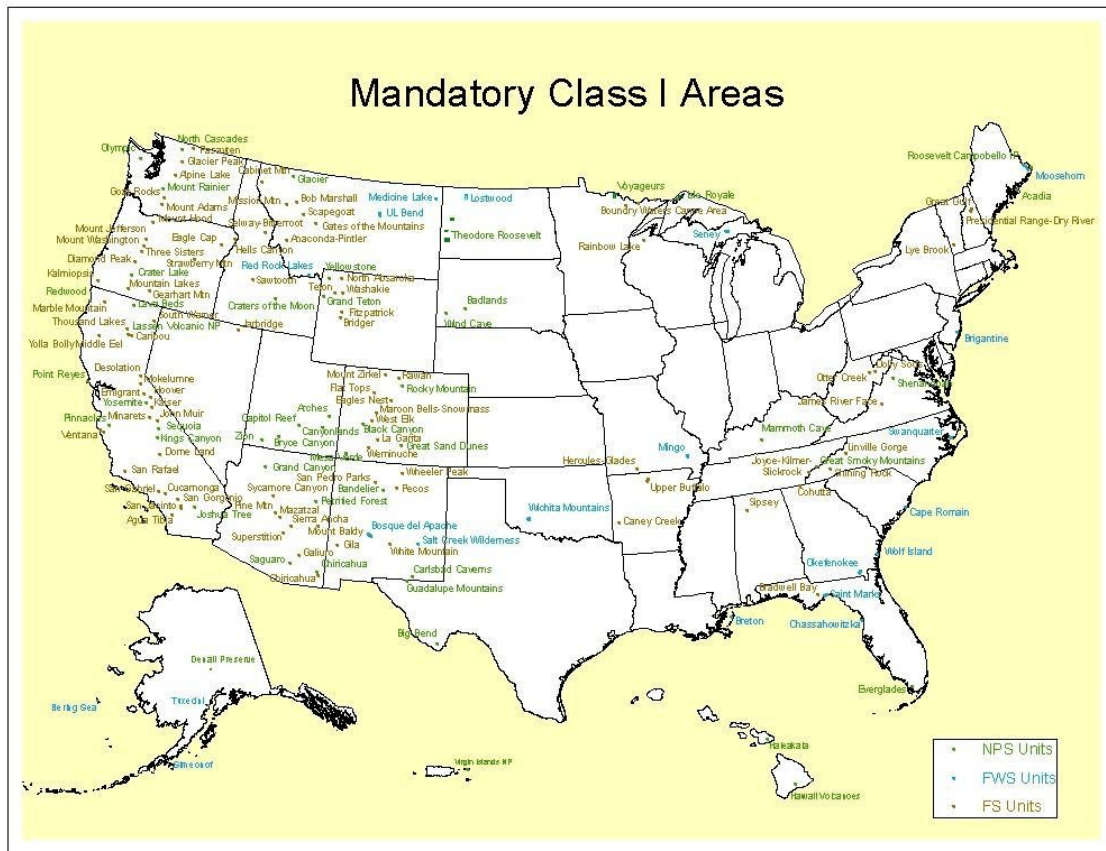 Mandatory Class I Areas
North Cascades
Pasayten
Olympic
Glacier Peak
Alpine Lake
Cabinet Mtn
Glacier
Goat Rocks
Mount Rainier
Mission Mtn
Bob Marshall
Medicine Lake
Lostwood
Mount Adams
Scapegoat
UL Bend
Mount Hood
Selway-Bitterroot
Gates of the Mountains
Mount Jefferson
Anaconda-Pintler
Theodore Roosevelt
Mount Washington
Eagle Cap
Hells Canyon
Three Sisters
Diamond Peak
Strawberry Mtn
Red Rock Lakes
Yellowstone
Kalmiopsis
Crater Lake
Sawtooth
North Absaroka
Mountain Lakes
Teton
Washakie
Redwood
Gearhart Mtn
Craters of the Moon
Grand Teton
Badlands
Marble Mountain
Lava Beds
Fitzpatrick
South Warner
Bridger
Wind Cave
Thousand Lakes
Lassen Volcanic NP
Jarbridge
Caribou
Yolla BollyMiddle Eel
Voyageurs
Isle Royale
Boundry Waters Canoe Area
Seney
Rainbow Lake
Roosevelt Campobello IP
Moosehorn
Acadia
Great Gulf
Presidential Range-Dry River
Lye Brook
Brigantine
Desolation
Mokelumne
Point Reyes
Emigrant
Hoover
Yosemite
Kaiser
Pinnacles
Minarets
John Muir
Ventana
Sequoia
Kings Canyon
Dome Land
San Rafael
San Gabriel
Cucamonga
San Gorgonio
San Jacinto
Joshua Tree
Agua Tibia
Mount Zirkel
Rawah
Flat Tops
Rocky Mountain
Eagles Nest
Arches
Maroon Bells-Snowmass
Capitol Reef
West Elk
Canyonlands
Black Canyon
Zion
Bryce Canyon
La Garita
Great Sand Dunes
Mesa Verde
Weminuche
Grand Canyon
Wheeler Peak
San Pedro Parks
Sycamore Canyon
Bandelier
Pecos
Petrified Forest
Pine Mtn
Mazatzal
Sierra Ancha
Bosque del Apache
Superstition
Mount Baldy
Salt Creek Wilderness
Gila
White Mountain
Galiuro
Saguaro
Chiricahua
Chiricahua
Carlsbad Caverns
Guadalupe Mountains
Big Bend
Wichita Mountains
Dolly Sods
Otter Creek
Shenandoah
James River Face
Mammoth Cave
Swanquarter
Mingo
Linville Gorge
Hercules-Glades
Joyce-Kilmer-
Slickrock
Great Smoky Mountains
Shining Rock
Upper Buffalo
Cohutta
Sipsey
Cape Romain
Caney Creek
Wolf Island
Okefenokee
Bradwell Bay
Saint Marks
Breton
Chassahowitzka
Everglades
Denali Preserve
Bering Sea
Tuxedni
Simeonof
Virgin Islands NP
Hawaii Volcanoes
NPS Units
FWS Units
FS Units